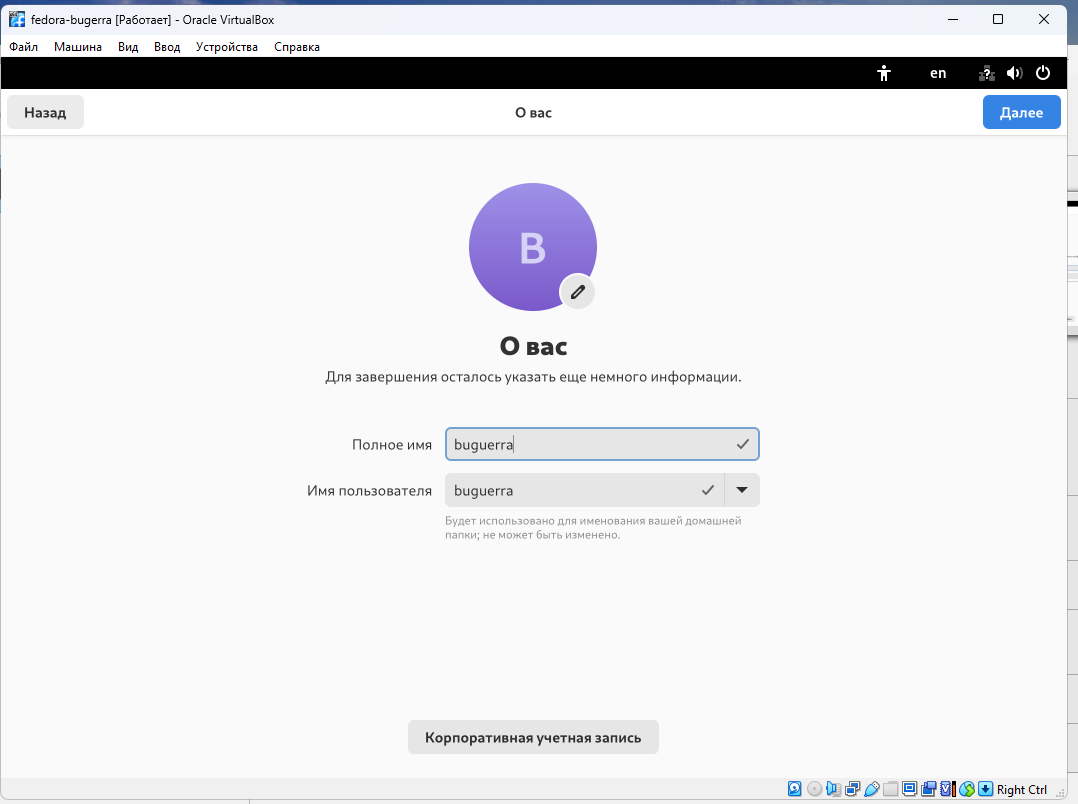 fedora-bugerra [Работает] - Oracle VirtualBox
Файл Машина Вид Ввод Устройства Справка
en
Назад О вас Далее
B
О вас
Для завершения осталось указать еще немного информации.
Полное имя buguerra
Имя пользователя buguerra
Будет использовано для именования вашей домашней
папки; не может быть изменено.
Корпоративная учетная запись
Right Ctrl